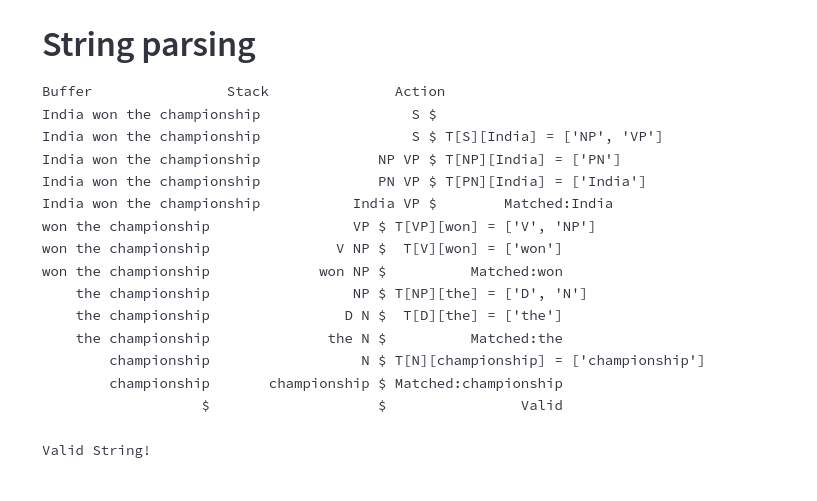 String parsing
Buffer                Stack               Action
India won the championship                  S $
India won the championship                  S $ T[S][India] = ['NP', 'VP']
India won the championship              NP VP $ T[NP][India] = ['PN']
India won the championship              PN VP $ T[PN][India] = ['India']
India won the championship           India VP $        Matched:India
won the championship                 VP $ T[VP][won] = ['V', 'NP']
won the championship               V NP $  T[V][won] = ['won']
won the championship             won NP $          Matched:won
    the championship                 NP $ T[NP][the] = ['D', 'N']
    the championship                D N $  T[D][the] = ['the']
    the championship              the N $          Matched:the
        championship                  N $ T[N][championship] = ['championship']
        championship       championship $ Matched:championship
                   $                    $                Valid
Valid String!